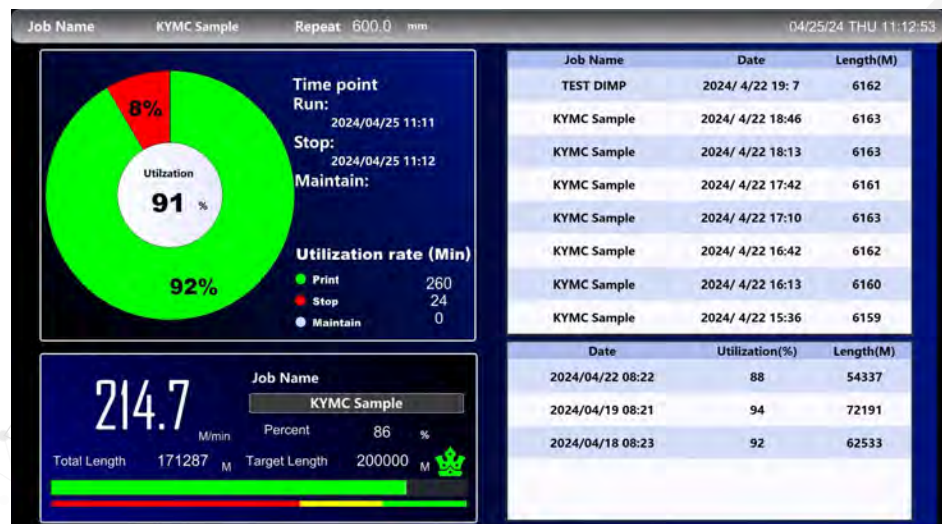 Job Name KYMC Sample Repeat 600.0 mm 04/25/24 THU 11:12:53
8%
Utilzation
91 %
92%
Time point
Run:
2024/04/25 11:11
Stop:
2024/04/25 11:12
Maintain:
Utilization rate (Min)
Print 260
Stop 24
Maintain 0
Job Name Date Length(M)
TEST DIMP 2024/ 4/22 19: 7 6162
KYMC Sample 2024/ 4/22 18:46 6163
KYMC Sample 2024/ 4/22 18:13 6163
KYMC Sample 2024/ 4/22 17:42 6161
KYMC Sample 2024/ 4/22 17:10 6163
KYMC Sample 2024/ 4/22 16:42 6162
KYMC Sample 2024/ 4/22 16:13 6160
KYMC Sample 2024/ 4/22 15:36 6159
214.7 M/min
Job Name
KYMC Sample
Percent 86 %
Total Length 171287 M Target Length 200000 M
Date Utilization(%) Length(M)
2024/04/22 08:22 88 54337
2024/04/19 08:21 94 72191
2024/04/18 08:23 92 62533